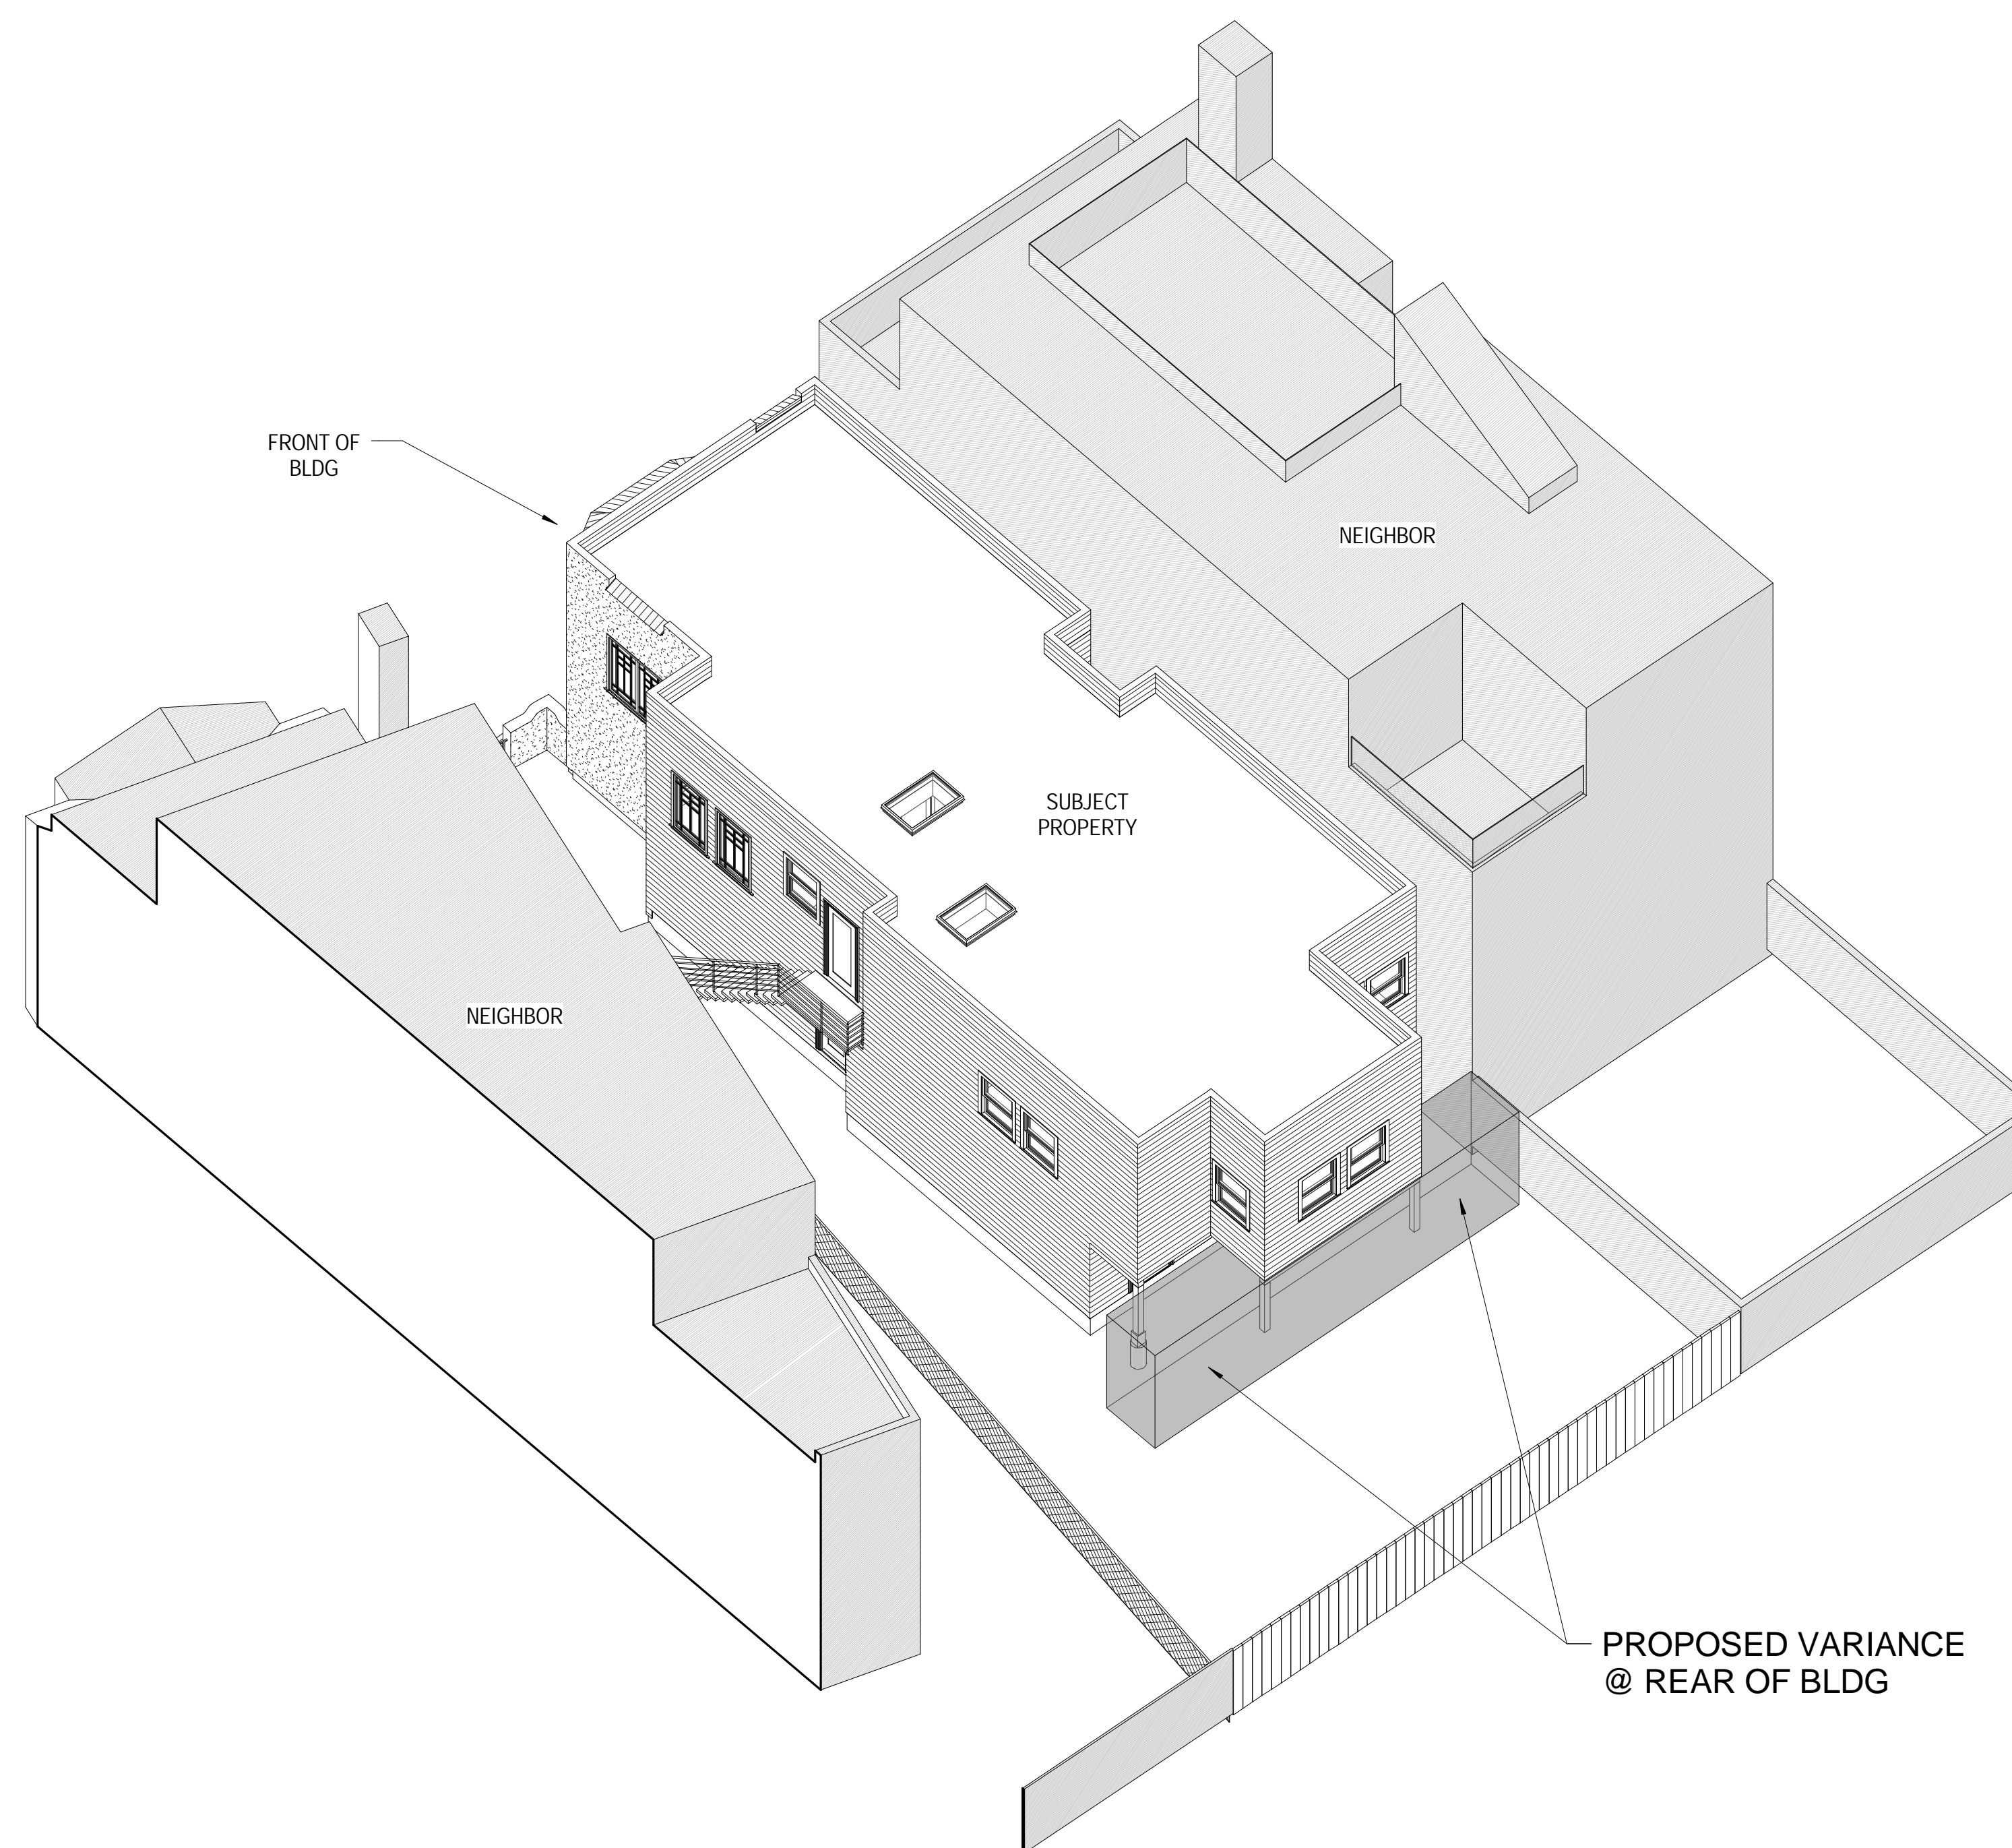 FRONT OF
BLDG
NEIGHBOR
SUBJECT
PROPERTY
NEIGHBOR
PROPOSED VARIANCE
@ REAR OF BLDG